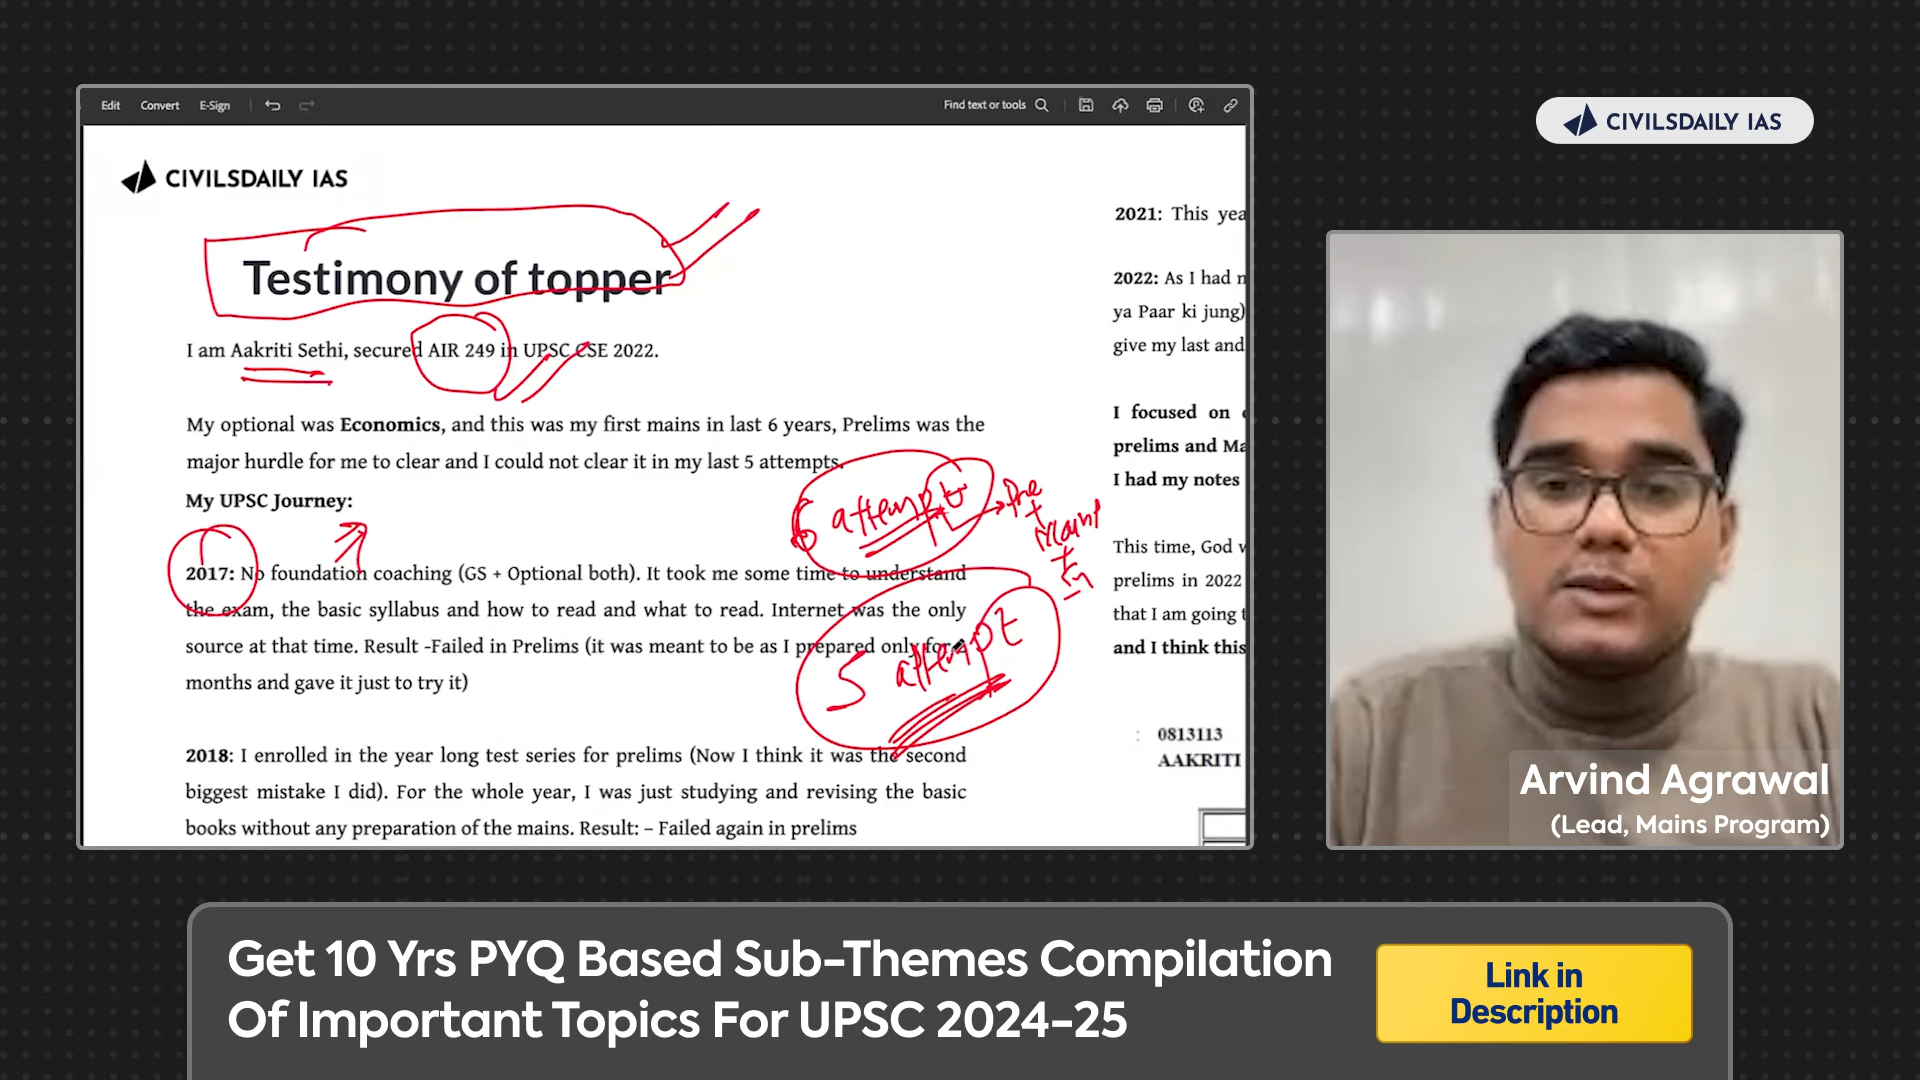 Edit Convert E-Sign Find text or tools
CIVILSDAILY IAS
CIVILSDAILY IAS
Testimony of topper
I am Aakriti Sethi, secured AIR 249 in UPSC CSE 2022.
My optional was Economics, and this was my first mains in last 6 years, Prelims was the
major hurdle for me to clear and I could not clear it in my last 5 attempts.
My UPSC Journey:
6 attempts
Pre
+
Mains
+
In
2017: No foundation coaching (GS + Optional both). It took me some time to understand
the exam, the basic syllabus and how to read and what to read. Internet was the only
source at that time. Result -Failed in Prelims (it was meant to be as I prepared only for
months and gave it just to try it)
5 attempt
2018: I enrolled in the year long test series for prelims (Now I think it was the second
biggest mistake I did). For the whole year, I was just studying and revising the basic
books without any preparation of the mains. Result: – Failed again in prelims
2021: This yea
2022: As I had n
ya Paar ki jung)
give my last and
I focused on
prelims and Ma
I had my notes
This time, God
prelims in 2022
that I am going t
and I think this
: 0813113
AAKRITI
Arvind Agrawal
(Lead, Mains Program)
Get 10 Yrs PYQ Based Sub-Themes Compilation
Of Important Topics For UPSC 2024-25
Link in
Description